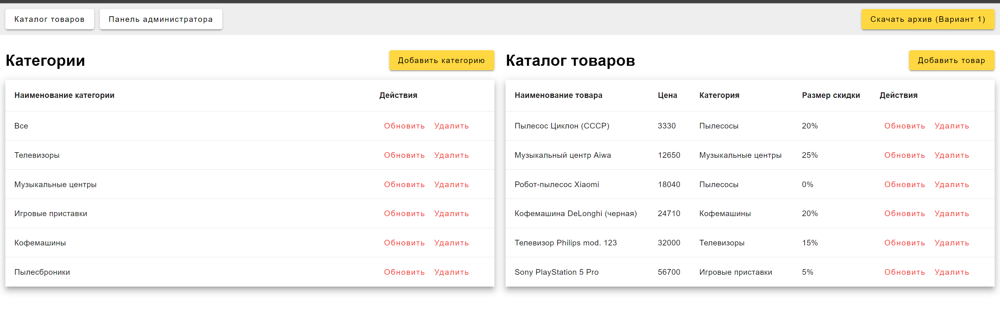 Каталог товаров Панель администратора Скачать архив (Вариант 1)
Категории Добавить категорию
Наименование категории Действия
Все Обновить Удалить
Телевизоры Обновить Удалить
Музыкальные центры Обновить Удалить
Игровые приставки Обновить Удалить
Кофемашины Обновить Удалить
Пылесброники Обновить Удалить
Каталог товаров Добавить товар
Наименование товара Цена Категория Размер скидки Действия
Пылесос Циклон (СССР) 3330 Пылесосы 20% Обновить Удалить
Музыкальный центр Aiwa 12650 Музыкальные центры 25% Обновить Удалить
Робот-пылесос Xiaomi 18040 Пылесосы 0% Обновить Удалить
Кофемашина DeLonghi (черная) 24710 Кофемашины 20% Обновить Удалить
Телевизор Philips mod. 123 32000 Телевизоры 15% Обновить Удалить
Sony PlayStation 5 Pro 56700 Игровые приставки 5% Обновить Удалить